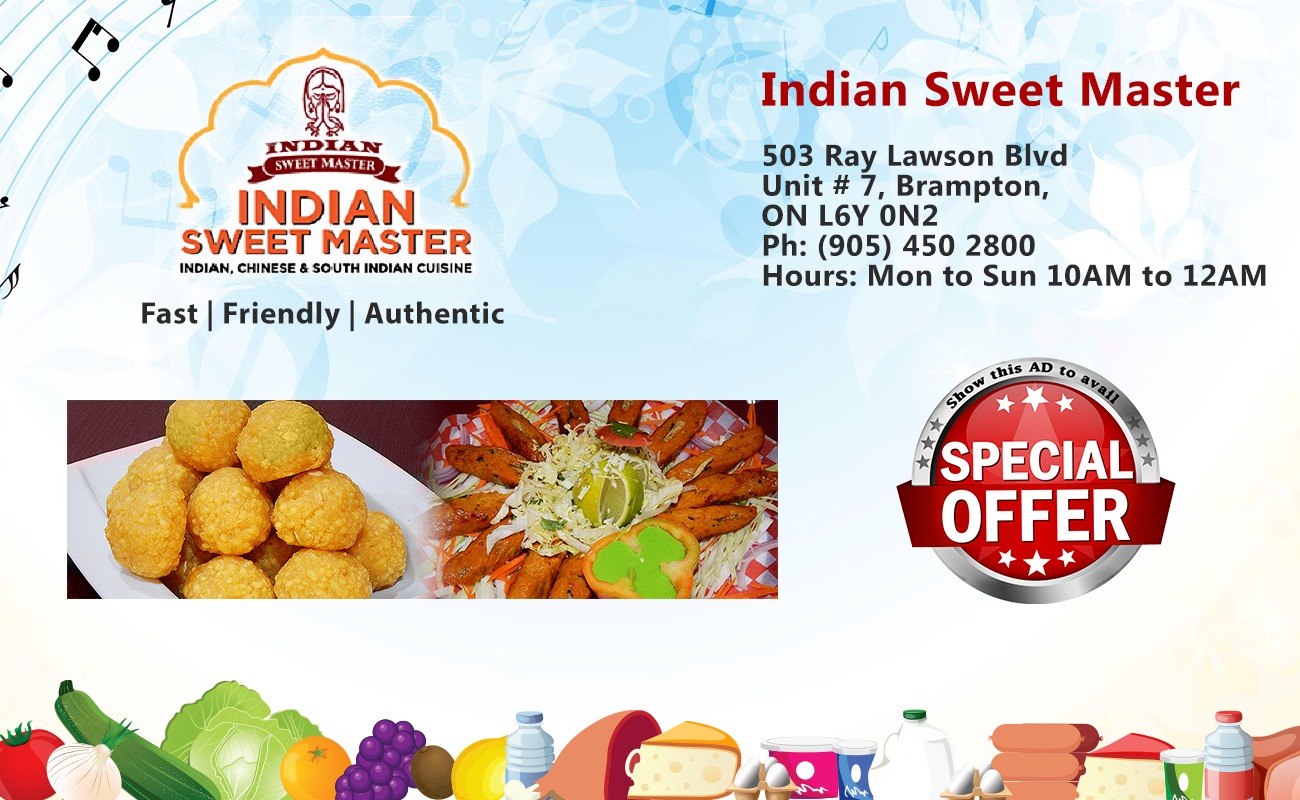 INDIAN
SWEET MASTER
INDIAN
SWEET MASTER
INDIAN, CHINESE & SOUTH INDIAN CUISINE
Fast | Friendly | Authentic
Indian Sweet Master
503 Ray Lawson Blvd
Unit # 7, Brampton,
ON L6Y 0N2
Ph: (905) 450 2800
Hours: Mon to Sun 10AM to 12AM
Show this AD to avail
SPECIAL
OFFER